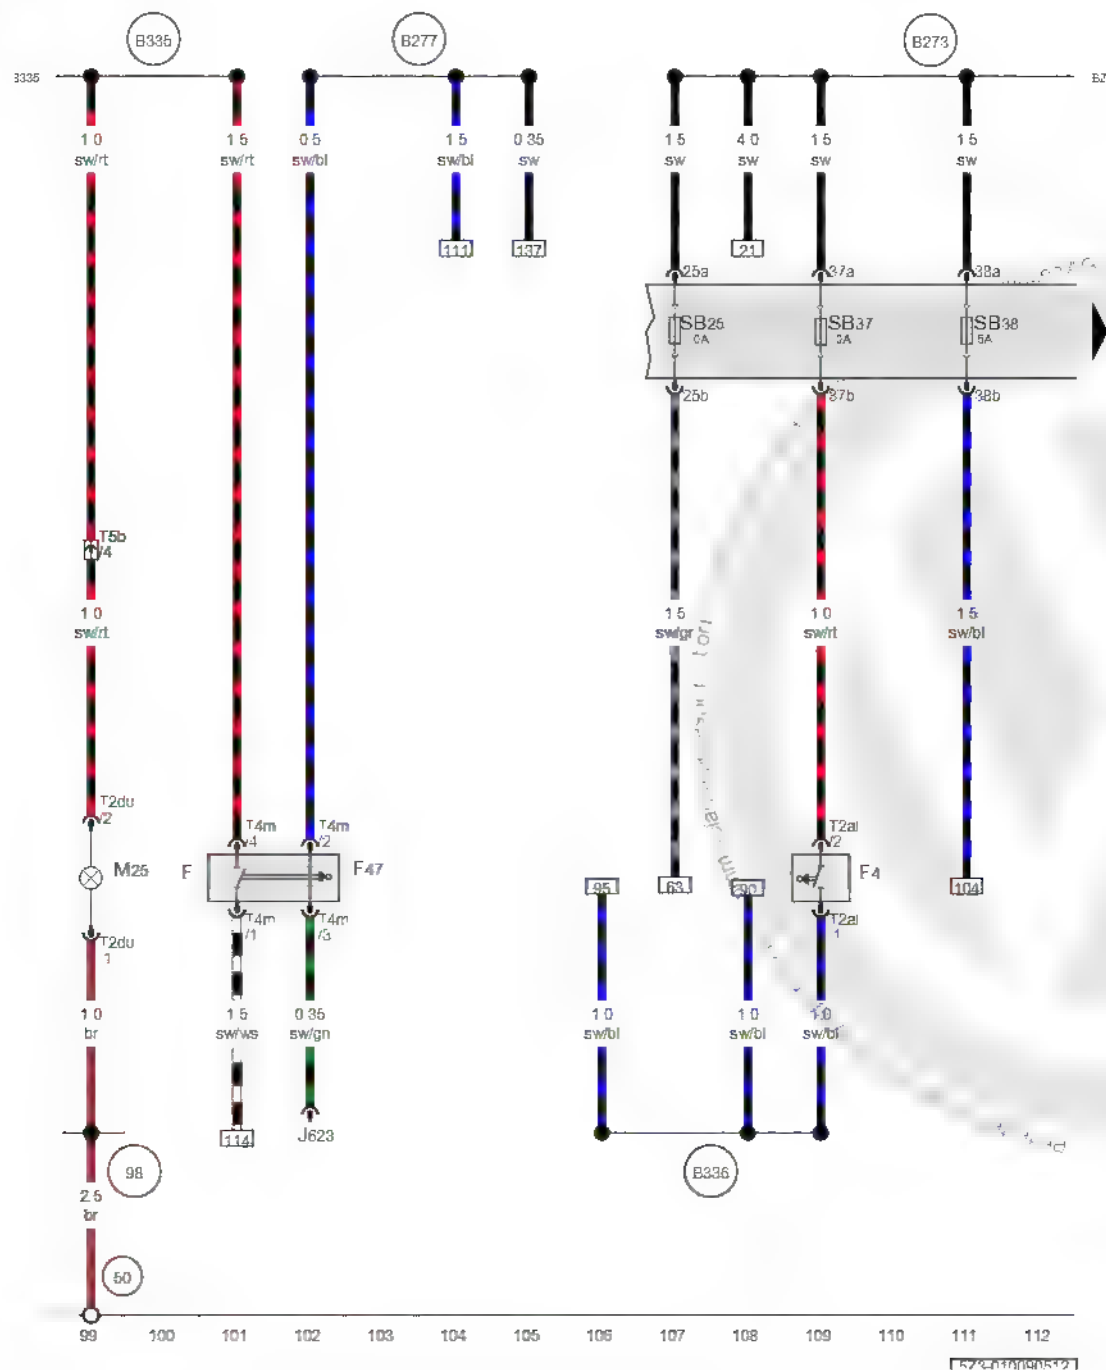 B335
B277
B273
1.0
sw/rt
1.5
sw/rt
0.5
sw/bl
1.5
sw/bl
0.35
sw
1.5
sw
4.0
sw
1.5
sw
1.5
sw
111
137
21
25a
37a
38a
SB25
SB37
SB38
5A
25b
37b
38b
T5b
/4
1.0
sw/rt
1.5
sw/gr
1.0
sw/rt
1.5
sw/bl
T2du
/2
T4m
/4
T4m
/2
T2al
/2
M25
F
F47
95
63
90
F4
104
T2du
1
T4m
/1
T4m
/3
T2al
1
1.0
br
1.5
sw/ws
0.35
sw/gn
1.0
sw/bl
1.0
sw/bl
1.0
sw/bl
114
J623
98
B336
2.5
br
50
99 100 101 102 103 104 105 106 107 108 109 110 111 112